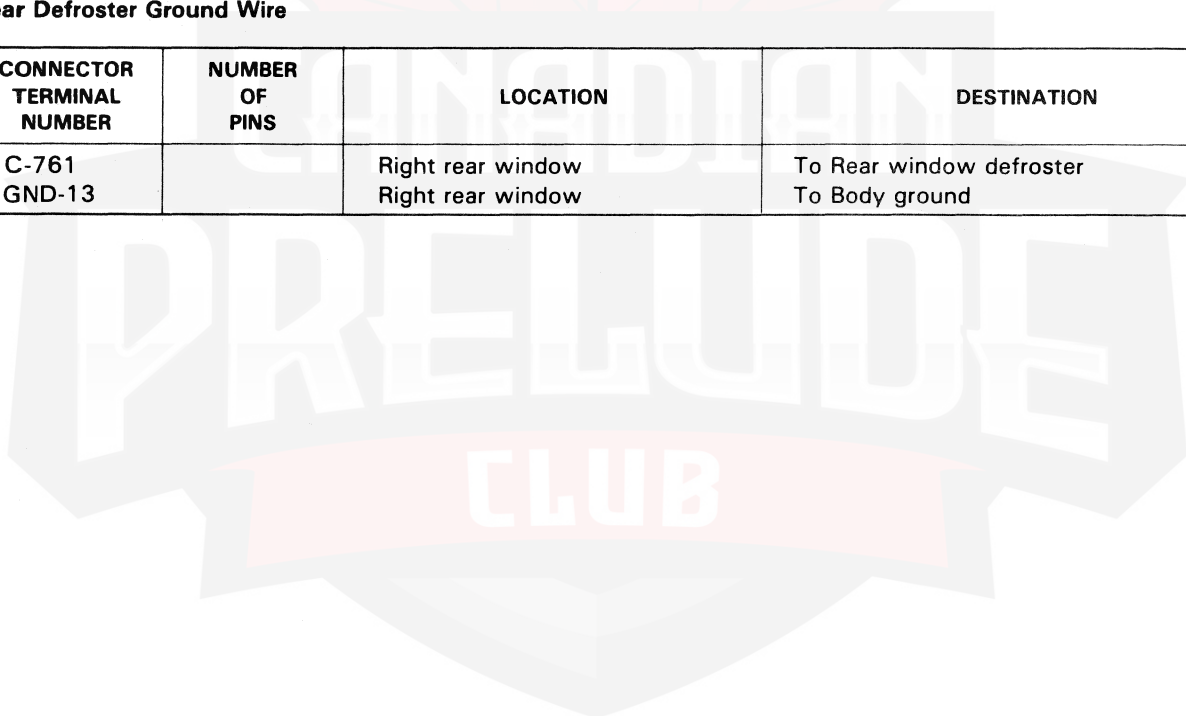 ear Defroster Ground Wire
CONNECTOR TERMINAL NUMBER
NUMBER OF PINS
LOCATION
DESTINATION
C-761 Right rear window To Rear window defroster
GND-13 Right rear window To Body ground
CANADIAN
PRELUDE
CLUB